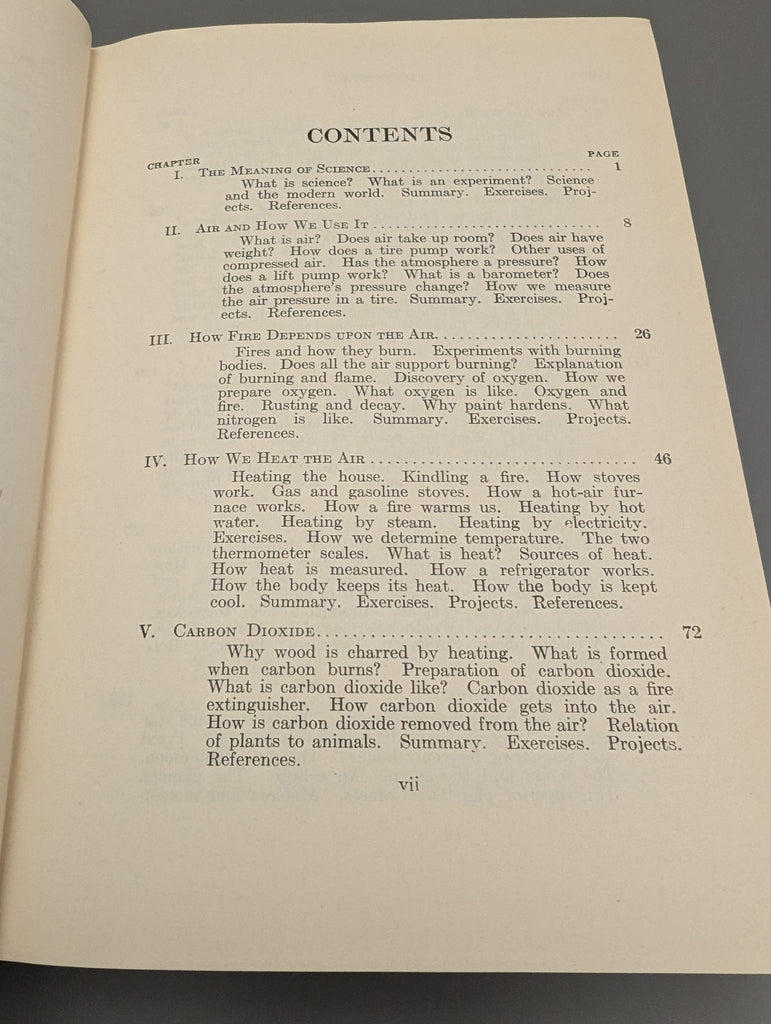 CONTENTS
CHAPTER PAGE
I. The Meaning of Science.............................. 1
What is science? What is an experiment? Science
and the modern world. Summary. Exercises. Proj-
ects. References.
II. Air and How We Use It ............................ 8
What is air? Does air take up room? Does air have
weight? How does a tire pump work? Other uses of
compressed air. Has the atmosphere a pressure? How
does a lift pump work? What is a barometer? Does
the atmosphere's pressure change? How we measure
the air pressure in a tire. Summary. Exercises. Proj-
ects. References.
III. How Fire Depends upon the Air....................... 26
Fires and how they burn. Experiments with burning
bodies. Does all the air support burning? Explanation
of burning and flame. Discovery of oxygen. How we
prepare oxygen. What oxygen is like. Oxygen and
fire. Rusting and decay. Why paint hardens. What
nitrogen is like. Summary. Exercises. Projects.
References.
IV. How We Heat the Air ................................ 46
Heating the house. Kindling a fire. How stoves
work. Gas and gasoline stoves. How a hot-air fur-
nace works. How a fire warms us. Heating by hot
water. Heating by steam. Heating by electricity.
Exercises. How we determine temperature. The two
thermometer scales. What is heat? Sources of heat.
How heat is measured. How a refrigerator works.
How the body keeps its heat. How the body is kept
cool. Summary. Exercises. Projects. References.
V. Carbon Dioxide.................................... 72
Why wood is charred by heating. What is formed
when carbon burns? Preparation of carbon dioxide.
What is carbon dioxide like? Carbon dioxide as a fire
extinguisher. How carbon dioxide gets into the air.
How is carbon dioxide removed from the air? Relation
of plants to animals. Summary. Exercises. Projects.
References.
vii